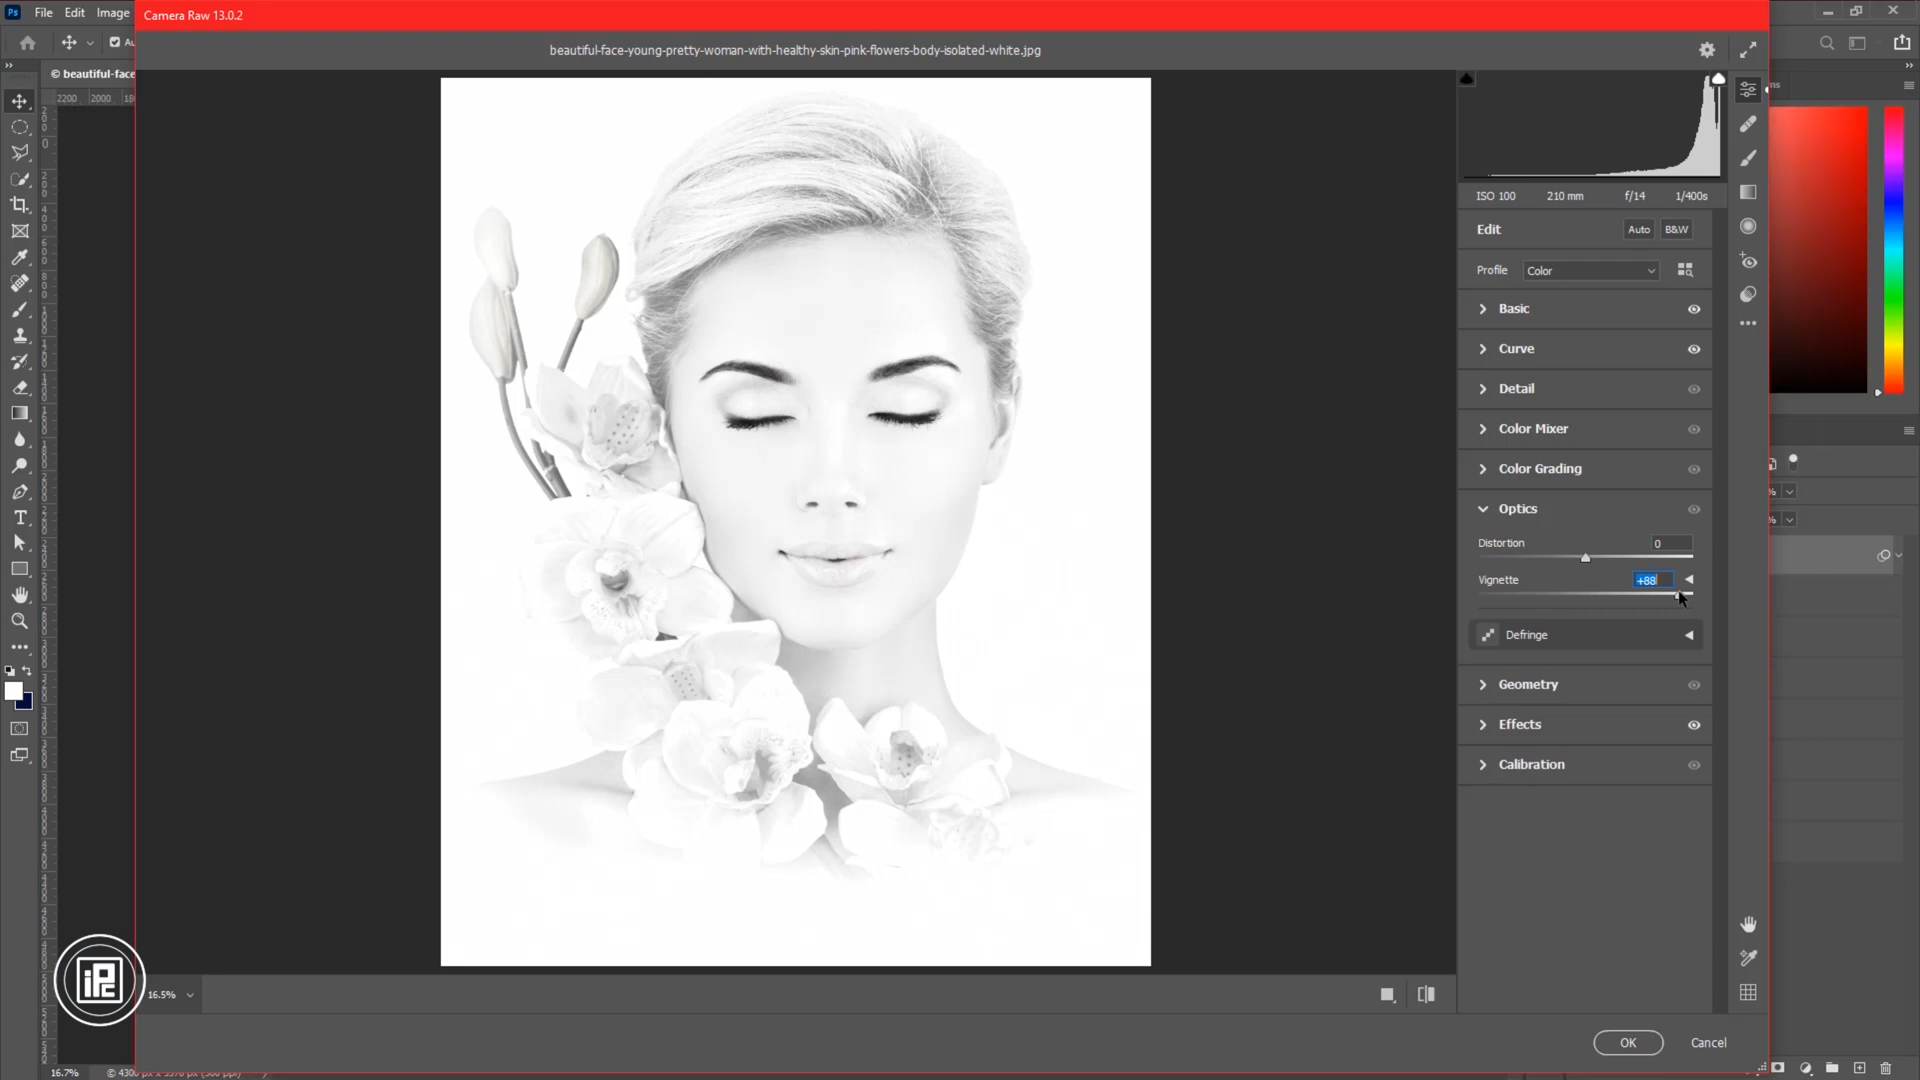 Ps File Edit Image
Camera Raw 13.0.2
beautiful-face-young-pretty-woman-with-healthy-skin-pink-flowers-body-isolated-white.jpg
© beautiful-face
2200 2000
ISO 100 210 mm f/14 1/400s
Edit Auto B&W
Profile Color
Basic
Curve
Detail
Color Mixer
Color Grading
Optics
Distortion 0
Vignette +88
Defringe
Geometry
Effects
Calibration
16.5%
OK Cancel
16.7%